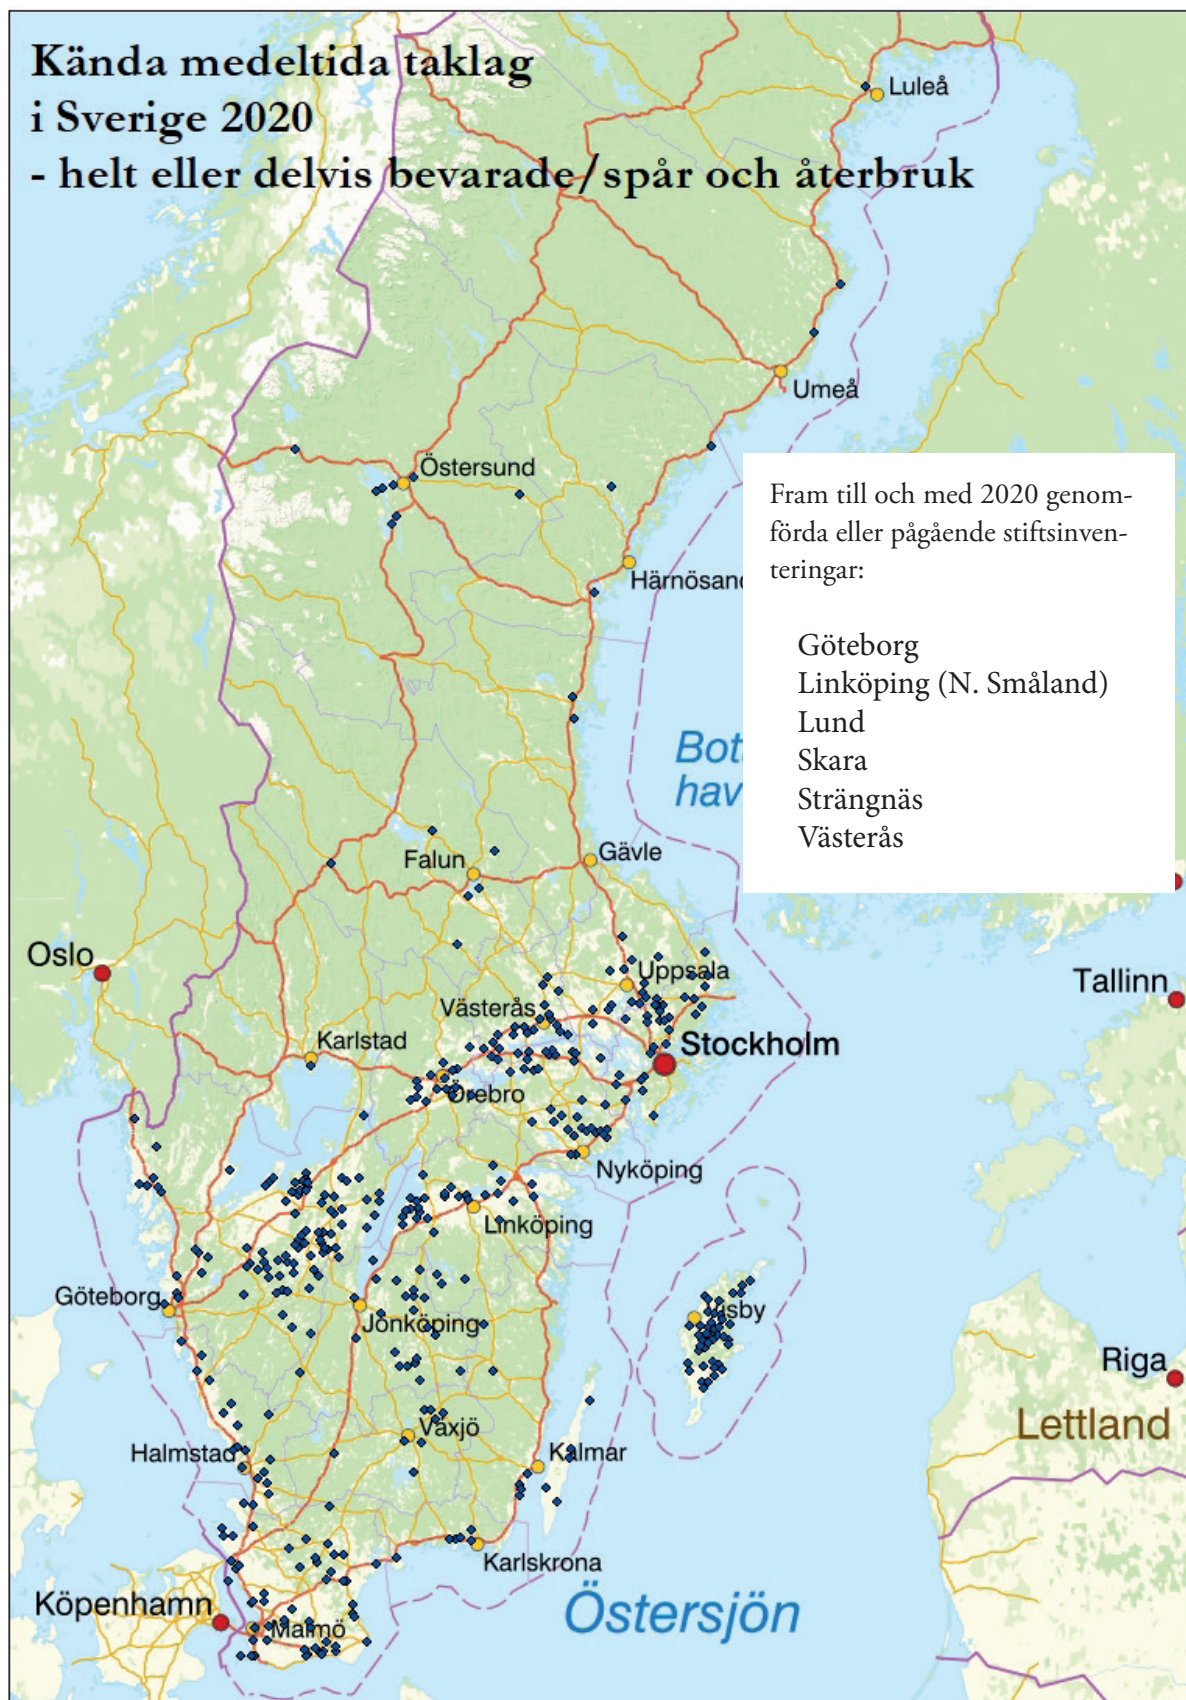 Kända medeltida taklag
i Sverige 2020
- helt eller delvis bevarade/spår och återbruk
Luleå
Umeå
Östersund
Fram till och med 2020 genom-
förda eller pågående stiftsinven-
teringar:
Göteborg
Linköping (N. Småland)
Lund
Skara
Strängnäs
Västerås
Härnösand
Bott
hav
Falun
Gävle
Oslo
Uppsala
Tallinn
Västerås
Karlstad
Stockholm
Örebro
Nyköping
Linköping
Göteborg
Jönköping
Visby
Riga
Lettland
Växjö
Halmstad
Kalmar
Karlskrona
Köpenhamn
Malmö
Östersjön